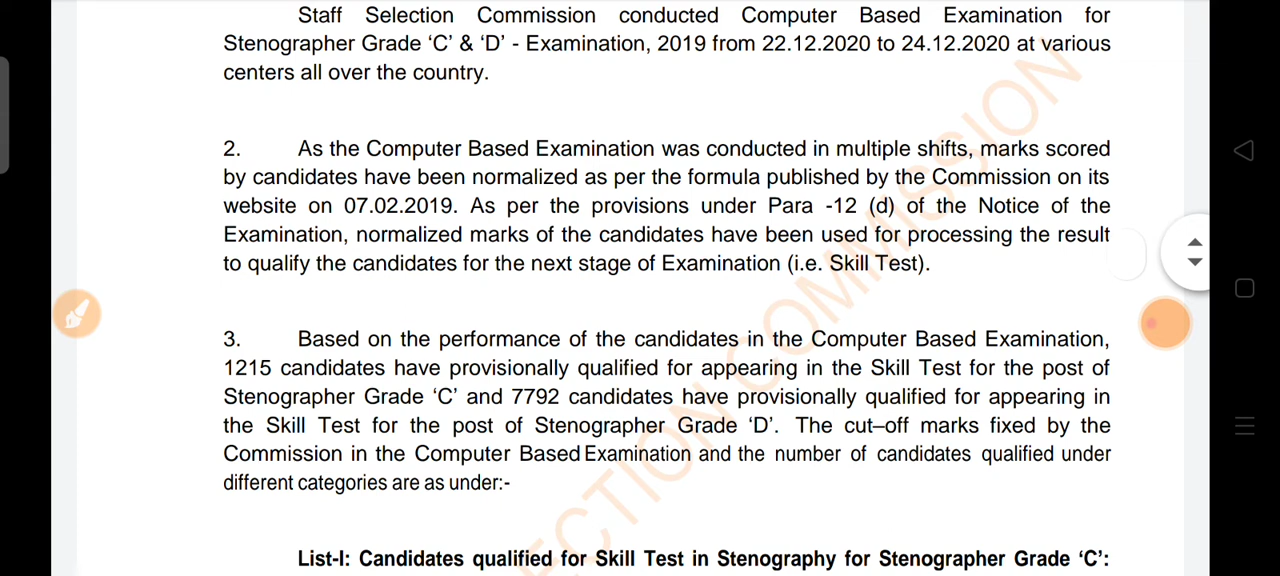 Staff Selection Commission conducted Computer Based Examination for
Stenographer Grade ‘C’ & ‘D’ - Examination, 2019 from 22.12.2020 to 24.12.2020 at various
centers all over the country.
2. As the Computer Based Examination was conducted in multiple shifts, marks scored
by candidates have been normalized as per the formula published by the Commission on its
website on 07.02.2019. As per the provisions under Para -12 (d) of the Notice of the
Examination, normalized marks of the candidates have been used for processing the result
to qualify the candidates for the next stage of Examination (i.e. Skill Test).
3. Based on the performance of the candidates in the Computer Based Examination,
1215 candidates have provisionally qualified for appearing in the Skill Test for the post of
Stenographer Grade ‘C’ and 7792 candidates have provisionally qualified for appearing in
the Skill Test for the post of Stenographer Grade ‘D’. The cut–off marks fixed by the
Commission in the Computer Based Examination and the number of candidates qualified under
different categories are as under:-
List-I: Candidates qualified for Skill Test in Stenography for Stenographer Grade ‘C’:
ECTION COMMISSION